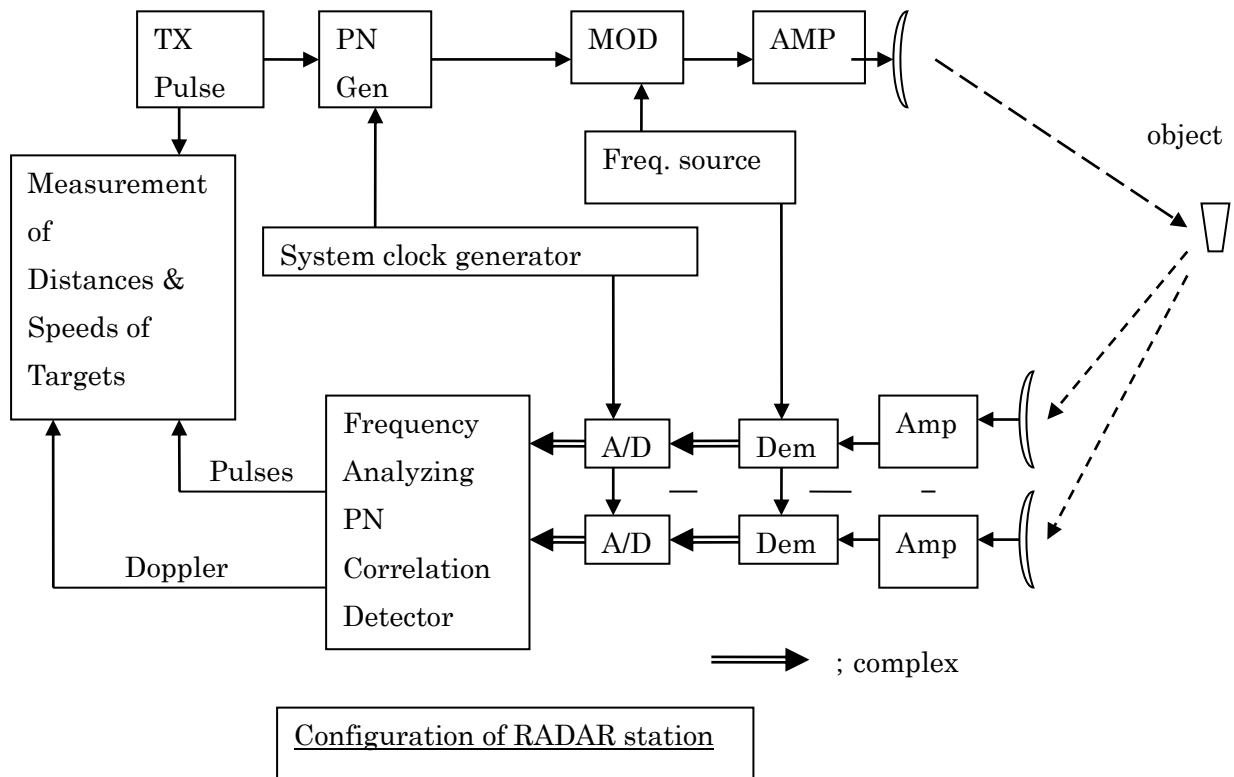 TX
Pulse
PN
Gen
MOD
AMP
object
Freq. source
Measurement
of
Distances &
Speeds of
Targets
System clock generator
Frequency
Analyzing
PN
Correlation
Detector
A/D
Dem
Amp
Pulses
A/D
Dem
Amp
Doppler
; complex
Configuration of RADAR station